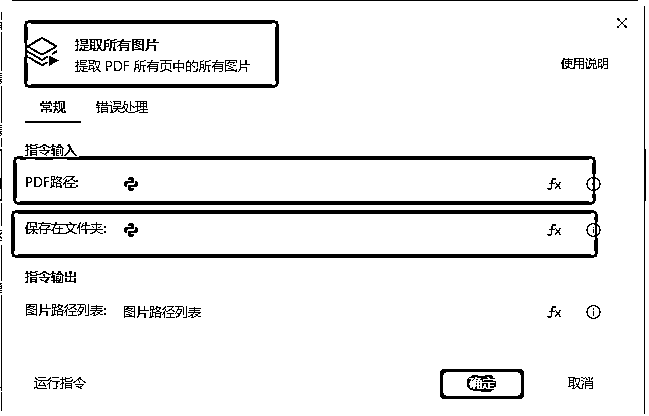 提取所有图片
提取 PDF 所有页中的所有图片
使用说明
常规 错误处理
指令输入
PDF路径: fx
保存在文件夹: fx
指令输出
图片路径列表: 图片路径列表 fx
运行指令 确定 取消